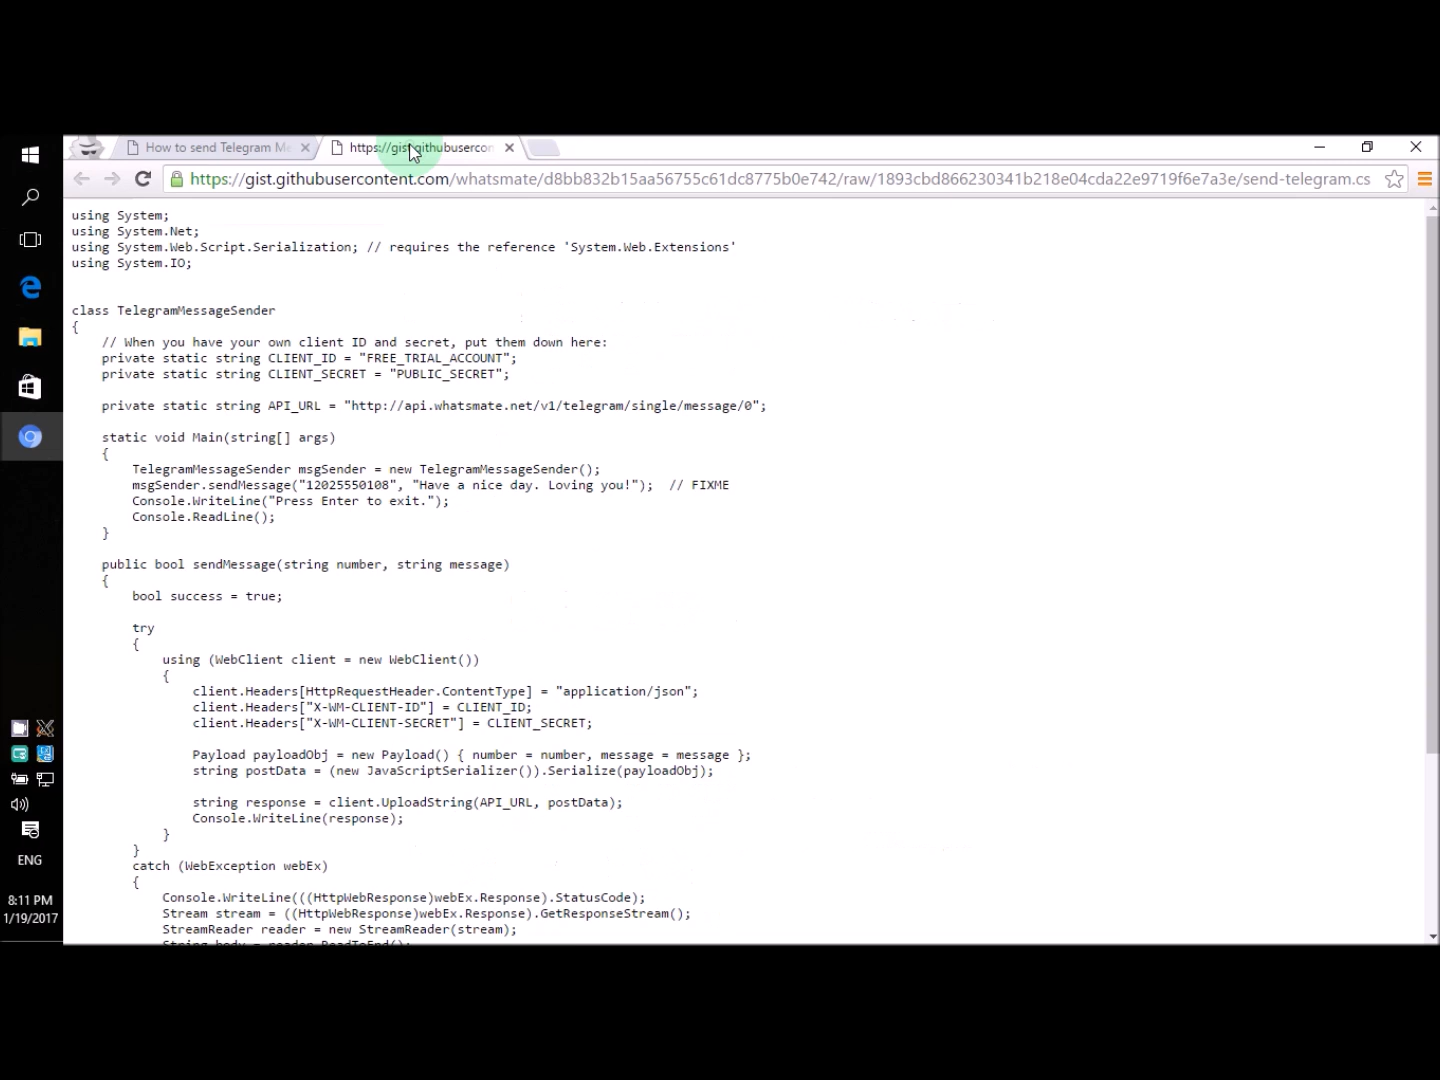 How to send Telegram Me
https://gist.githubusercon
https://gist.githubusercontent.com/whatsmate/d8bb832b15aa56755c61dc8775b0e742/raw/1893cbd866230341b218e04cda22e9719f6e7a3e/send-telegram.cs
using System;
using System.Net;
using System.Web.Script.Serialization; // requires the reference 'System.Web.Extensions'
using System.IO;
class TelegramMessageSender
{
// When you have your own client ID and secret, put them down here:
private static string CLIENT_ID = "FREE_TRIAL_ACCOUNT";
private static string CLIENT_SECRET = "PUBLIC_SECRET";
private static string API_URL = "http://api.whatsmate.net/v1/telegram/single/message/0";
static void Main(string[] args)
{
TelegramMessageSender msgSender = new TelegramMessageSender();
msgSender.sendMessage("12025550108", "Have a nice day. Loving you!"); // FIXME
Console.WriteLine("Press Enter to exit.");
Console.ReadLine();
}
public bool sendMessage(string number, string message)
{
bool success = true;
try
{
using (WebClient client = new WebClient())
{
client.Headers[HttpRequestHeader.ContentType] = "application/json";
client.Headers["X-WM-CLIENT-ID"] = CLIENT_ID;
client.Headers["X-WM-CLIENT-SECRET"] = CLIENT_SECRET;
Payload payloadObj = new Payload() { number = number, message = message };
string postData = (new JavaScriptSerializer()).Serialize(payloadObj);
string response = client.UploadString(API_URL, postData);
Console.WriteLine(response);
}
}
catch (WebException webEx)
{
Console.WriteLine(((HttpWebResponse)webEx.Response).StatusCode);
Stream stream = ((HttpWebResponse)webEx.Response).GetResponseStream();
StreamReader reader = new StreamReader(stream);
String body = reader.ReadToEnd();
ENG
8:11 PM
1/19/2017